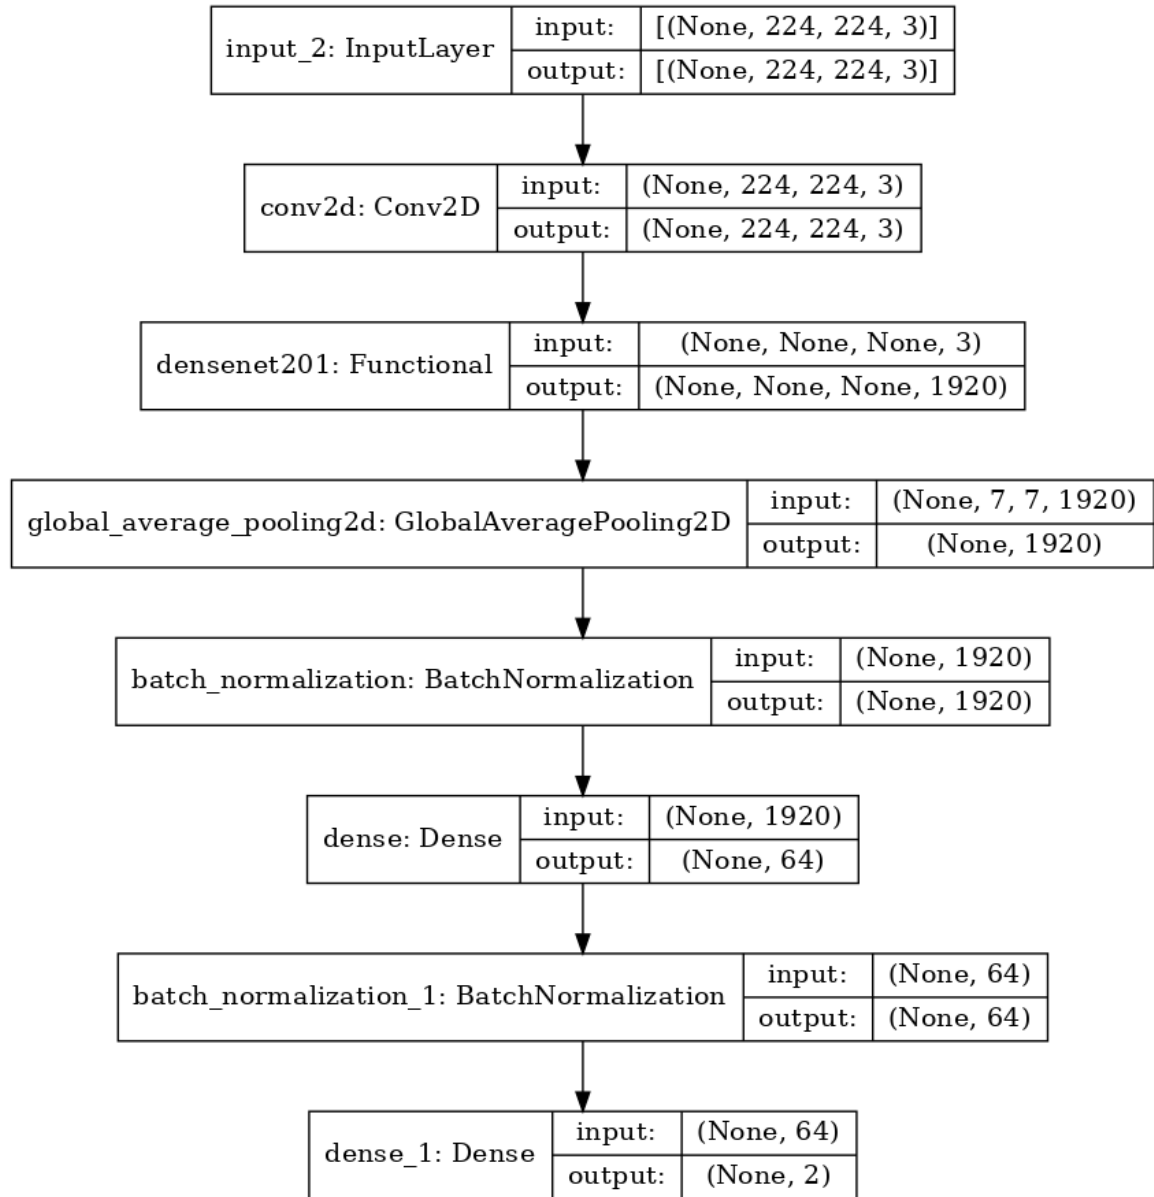 input_2: InputLayer
input: [(None, 224, 224, 3)]
output: [(None, 224, 224, 3)]
conv2d: Conv2D
input: (None, 224, 224, 3)
output: (None, 224, 224, 3)
densenet201: Functional
input: (None, None, None, 3)
output: (None, None, None, 1920)
global_average_pooling2d: GlobalAveragePooling2D
input: (None, 7, 7, 1920)
output: (None, 1920)
batch_normalization: BatchNormalization
input: (None, 1920)
output: (None, 1920)
dense: Dense
input: (None, 1920)
output: (None, 64)
batch_normalization_1: BatchNormalization
input: (None, 64)
output: (None, 64)
dense_1: Dense
input: (None, 64)
output: (None, 2)